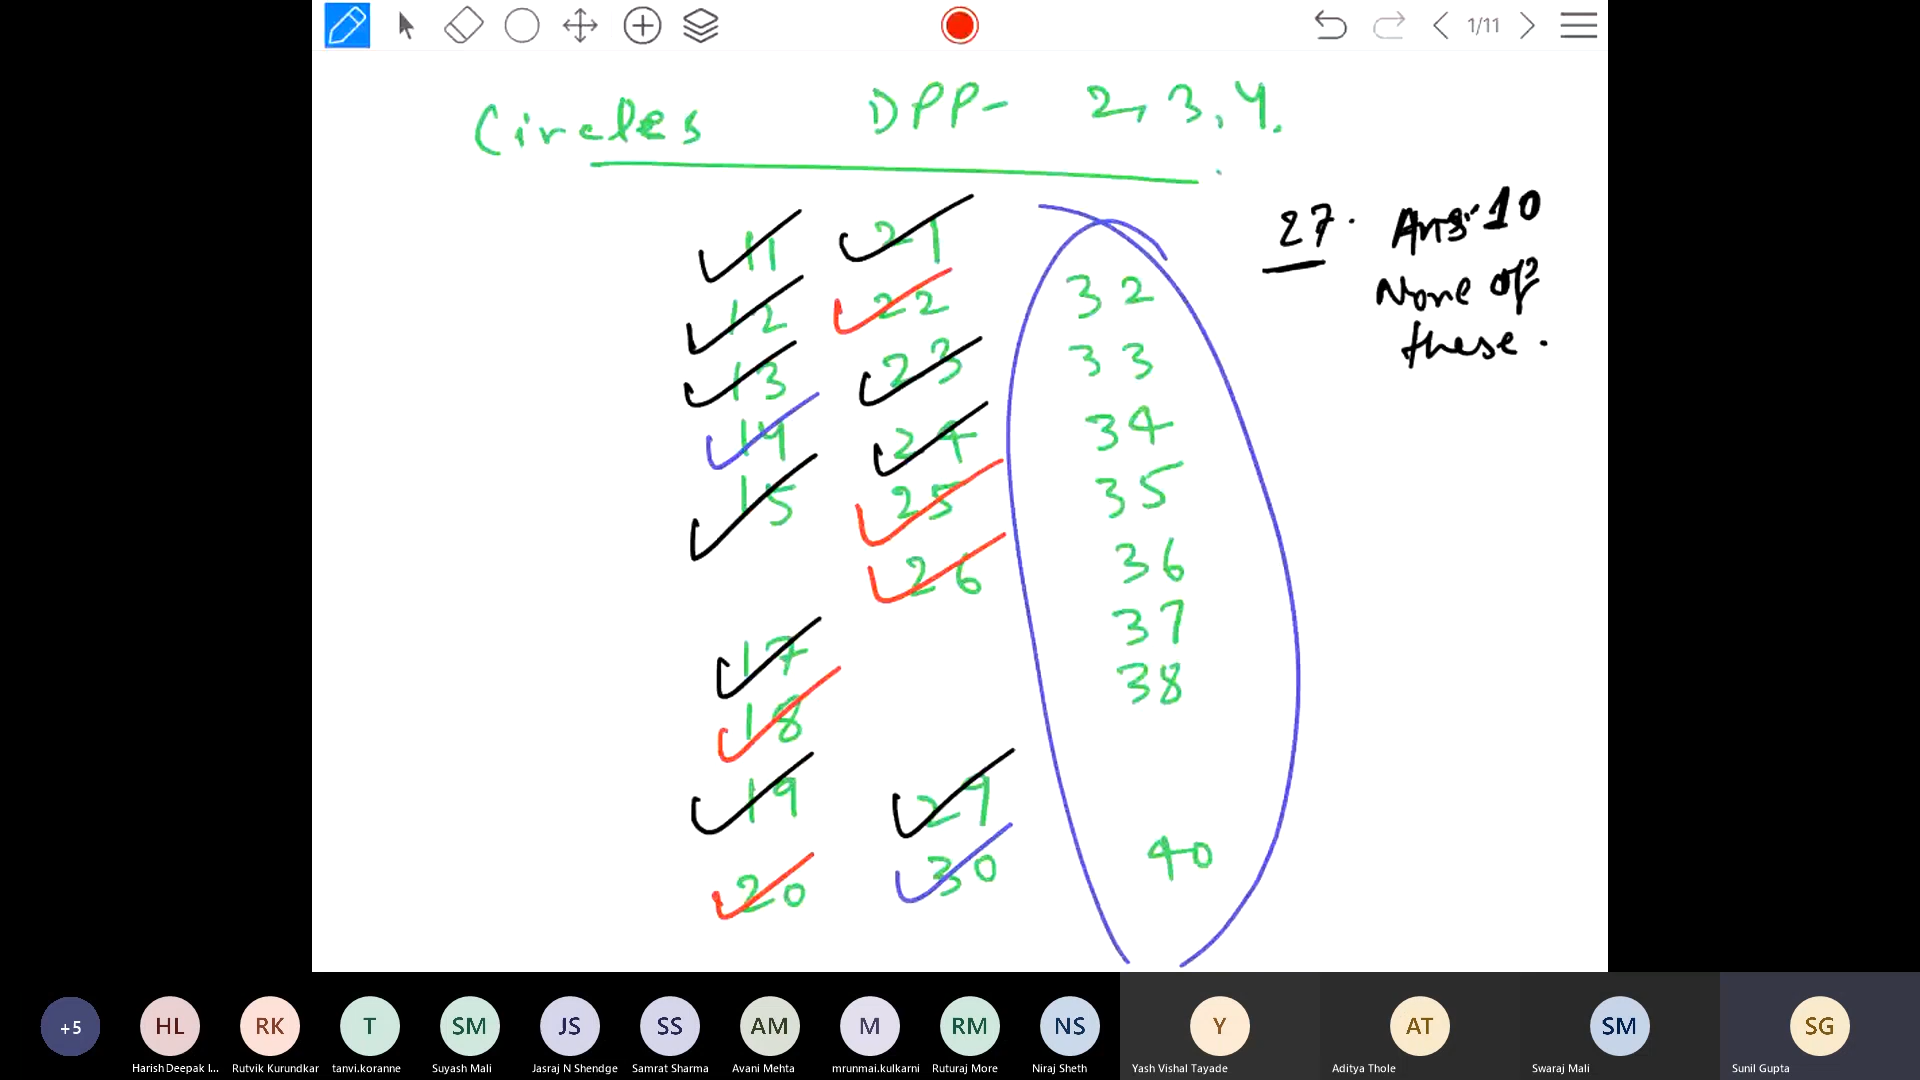 1/11
Circles DPP- 2, 3, 4.
11 21
12 22 32
13 23 33
14 24 34
15 25 35
26 36
17 37
18 38
19 29
20 30 40
27. Ans:10
None of
these.
+5 HL RK T SM JS SS AM M RM NS Y AT SM SG
Harish Deepak I... Rutvik Kurundkar tanvi.koranne Suyash Mali Jasraj N Shendge Samrat Sharma Avani Mehta mrunmai.kulkarni Ruturaj More Niraj Sheth Yash Vishal Tayade Aditya Thole Swaraj Mali Sunil Gupta